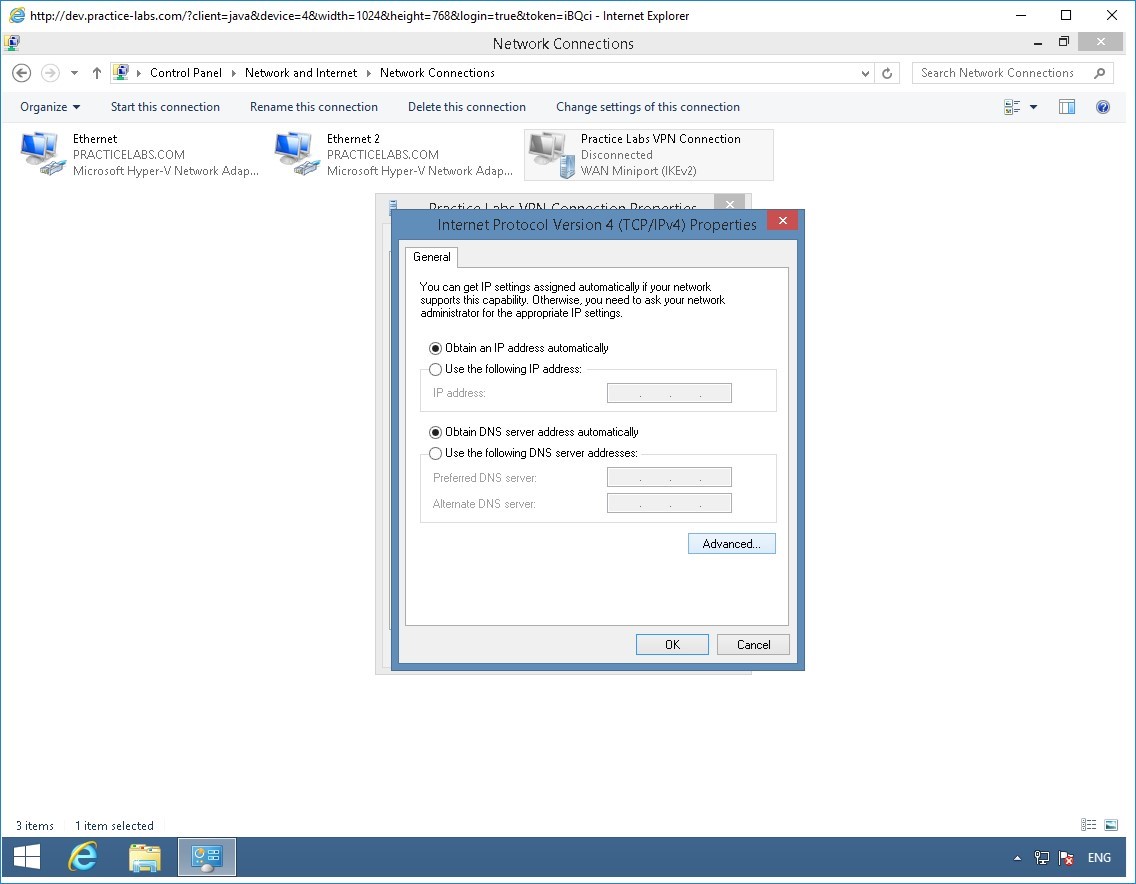 http://dev.practice-labs.com/?client=java&device=4&width=1024&height=768&login=true&token=iBQci - Internet Explorer
Network Connections
Control Panel Network and Internet Network Connections
Search Network Connections
Organize Start this connection Rename this connection Delete this connection Change settings of this connection
Ethernet
PRACTICELABS.COM
Microsoft Hyper-V Network Adap...
Ethernet 2
PRACTICELABS.COM
Microsoft Hyper-V Network Adap...
Practice Labs VPN Connection
Disconnected
WAN Miniport (IKEv2)
Practice Labs VPN Connection Properties
Internet Protocol Version 4 (TCP/IPv4) Properties
General
You can get IP settings assigned automatically if your network
supports this capability. Otherwise, you need to ask your network
administrator for the appropriate IP settings.
Obtain an IP address automatically
Use the following IP address:
IP address:
Obtain DNS server address automatically
Use the following DNS server addresses:
Preferred DNS server:
Alternate DNS server:
Advanced...
OK Cancel
3 items 1 item selected
ENG